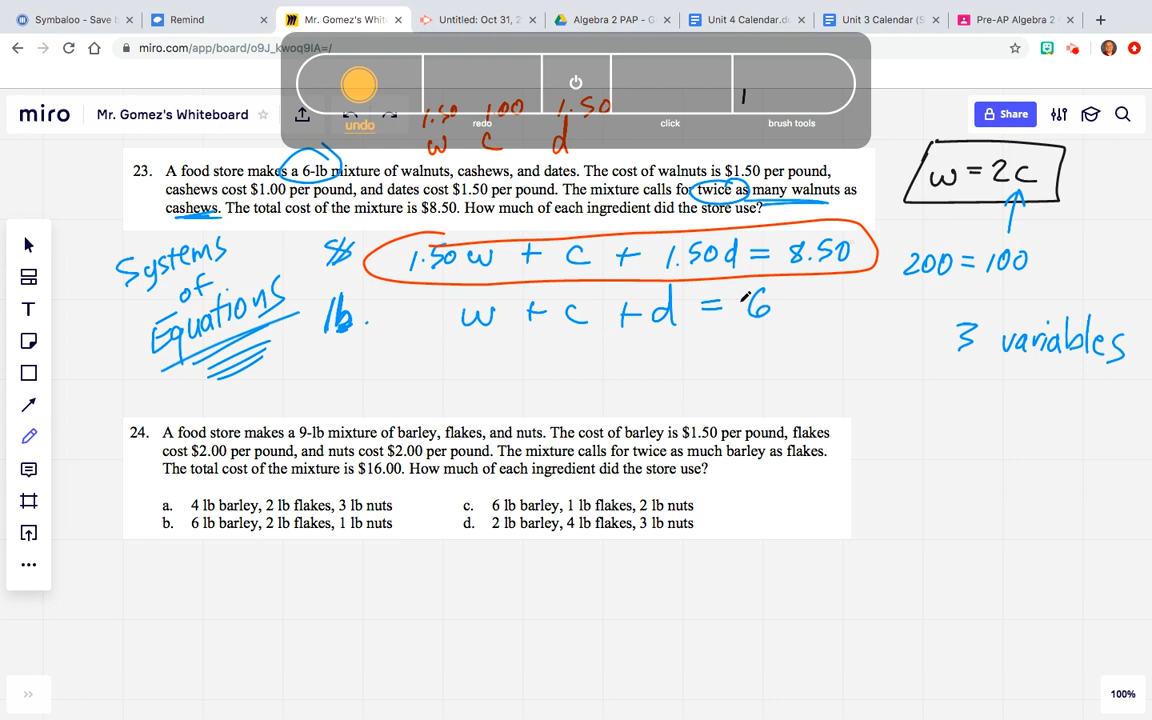 Symbaloo - Save b
Remind
Mr. Gomez's Whit
Untitled: Oct 31, 2
Algebra 2 PAP - G
Unit 4 Calendar.do
Unit 3 Calendar (S
Pre-AP Algebra 2
miro.com/app/board/o9J_kwoq9IA=/
undo
redo
click
brush tools
miro
Mr. Gomez's Whiteboard
Share
1.50 1.00 1.50
w c d
23. A food store makes a 6-lb mixture of walnuts, cashews, and dates. The cost of walnuts is $1.50 per pound,
cashews cost $1.00 per pound, and dates cost $1.50 per pound. The mixture calls for twice as many walnuts as
cashews. The total cost of the mixture is $8.50. How much of each ingredient did the store use?
w = 2c
200 = 100
3 variables
Systems
of
Equations
$ 1.50w + c + 1.50d = 8.50
lb. w + c + d = 6
24. A food store makes a 9-lb mixture of barley, flakes, and nuts. The cost of barley is $1.50 per pound, flakes
cost $2.00 per pound, and nuts cost $2.00 per pound. The mixture calls for twice as much barley as flakes.
The total cost of the mixture is $16.00. How much of each ingredient did the store use?
a. 4 lb barley, 2 lb flakes, 3 lb nuts
b. 6 lb barley, 2 lb flakes, 1 lb nuts
c. 6 lb barley, 1 lb flakes, 2 lb nuts
d. 2 lb barley, 4 lb flakes, 3 lb nuts
100%